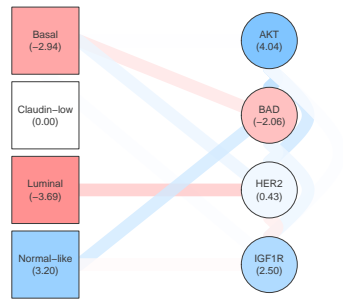 Basal
(−2.94)
AKT
(4.04)
Claudin−low
(0.00)
BAD
(−2.06)
Luminal
(−3.69)
HER2
(0.43)
Normal−like
(3.20)
IGF1R
(2.50)